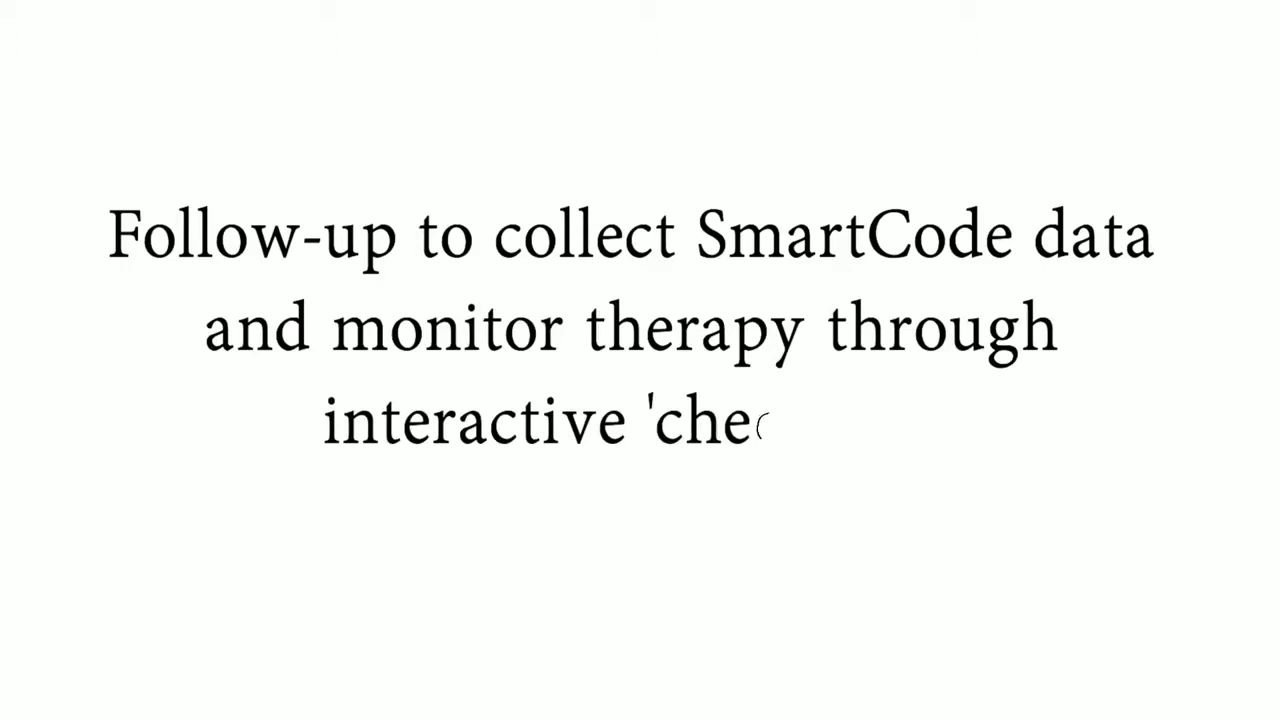 Follow-up to collect SmartCode data
and monitor therapy through
interactive 'che